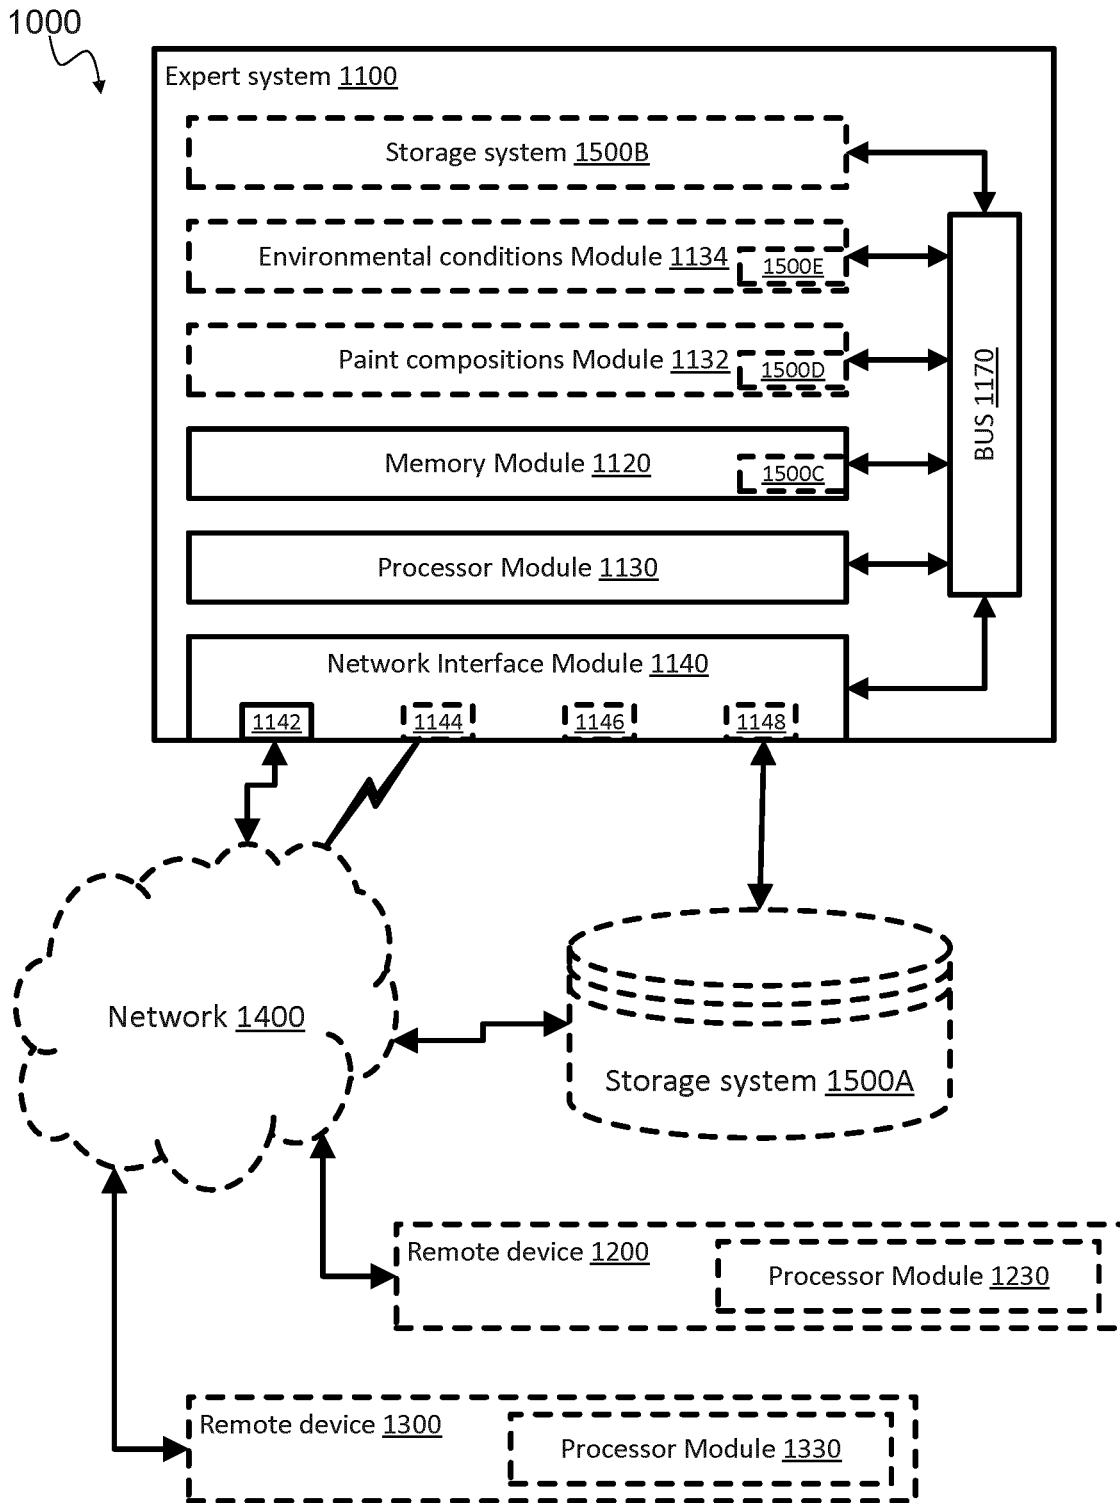 1000
Expert system 1100
Storage system 1500B
Environmental conditions Module 1134
1500E
Paint compositions Module 1132
1500D
Memory Module 1120
1500C
Processor Module 1130
BUS 1170
Network Interface Module 1140
1142
1144
1146
1148
Network 1400
Storage system 1500A
Remote device 1200
Processor Module 1230
Remote device 1300
Processor Module 1330